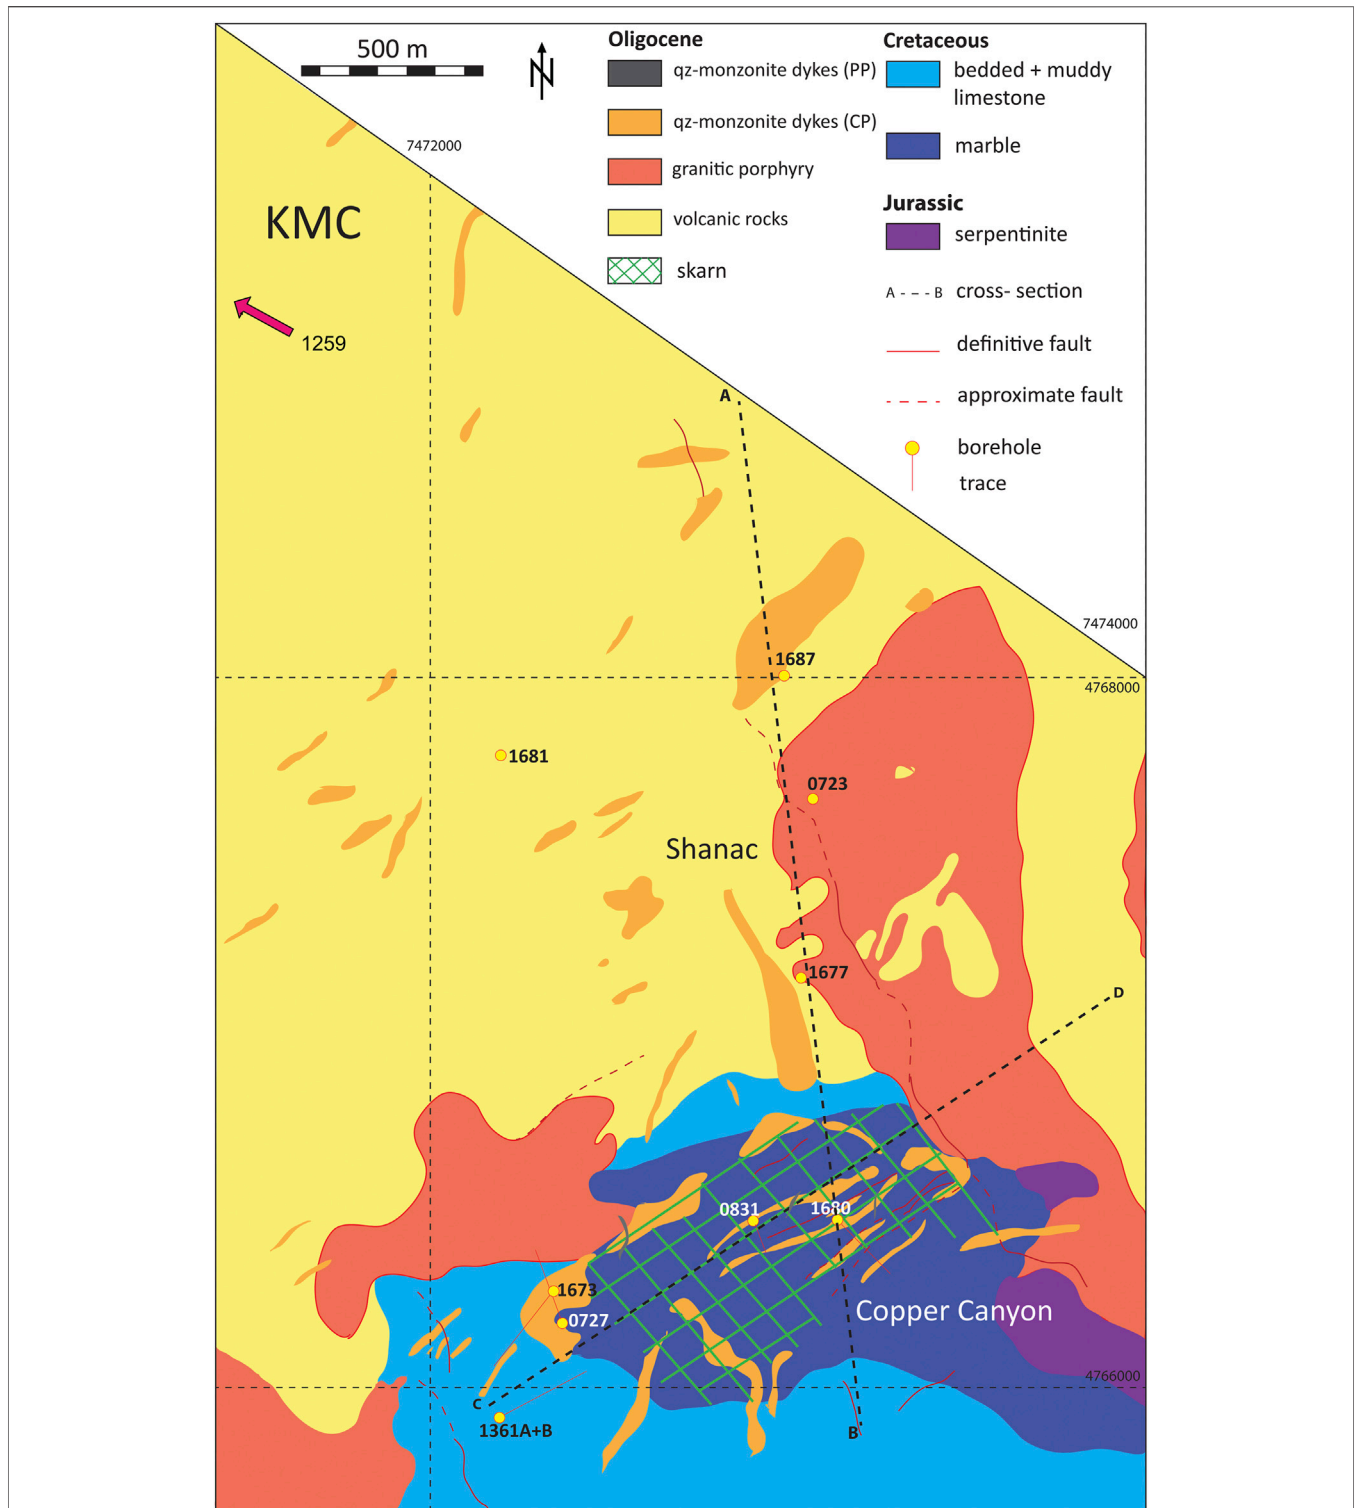 500 m
N
Oligocene
qz-monzonite dykes (PP)
qz-monzonite dykes (CP)
granitic porphyry
volcanic rocks
skarn
Cretaceous
bedded + muddy
limestone
marble
Jurassic
serpentinite
A - - - B cross- section
definitive fault
approximate fault
borehole
trace
7472000
KMC
1259
A
7474000
1687
4768000
1681
0723
Shanac
1677
D
0831
1680
1673
0727
Copper Canyon
4766000
C
1361A+B
B